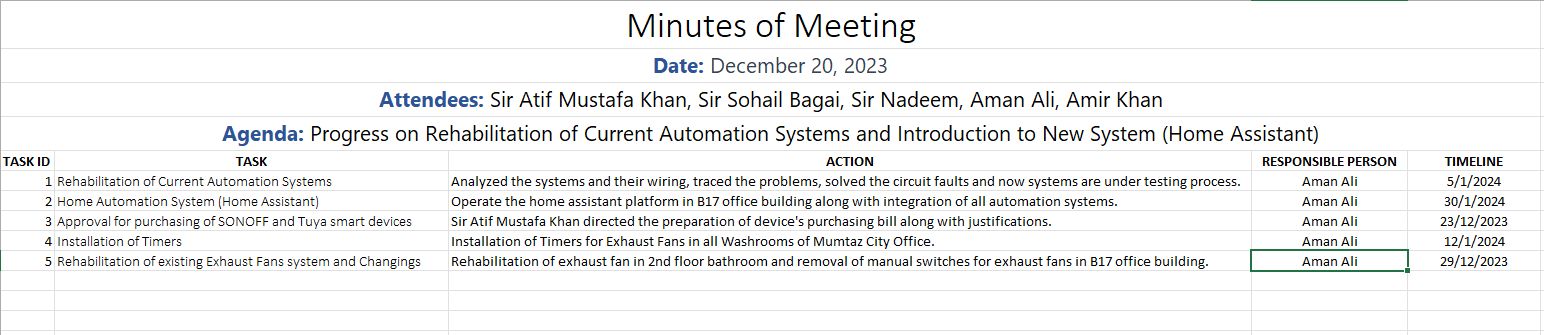 Minutes of Meeting
Date: December 20, 2023
Attendees: Sir Atif Mustafa Khan, Sir Sohail Bagai, Sir Nadeem, Aman Ali, Amir Khan
Agenda: Progress on Rehabilitation of Current Automation Systems and Introduction to New System (Home Assistant)
TASK ID TASK ACTION RESPONSIBLE PERSON TIMELINE
1 Rehabilitation of Current Automation Systems Analyzed the systems and their wiring, traced the problems, solved the circuit faults and now systems are under testing process. Aman Ali 5/1/2024
2 Home Automation System (Home Assistant) Operate the home assistant platform in B17 office building along with integration of all automation systems. Aman Ali 30/1/2024
3 Approval for purchasing of SONOFF and Tuya smart devices Sir Atif Mustafa Khan directed the preparation of device's purchasing bill along with justifications. Aman Ali 23/12/2023
4 Installation of Timers Installation of Timers for Exhaust Fans in all Washrooms of Mumtaz City Office. Aman Ali 12/1/2024
5 Rehabilitation of existing Exhaust Fans system and Changings Rehabilitation of exhaust fan in 2nd floor bathroom and removal of manual switches for exhaust fans in B17 office building. Aman Ali 29/12/2023